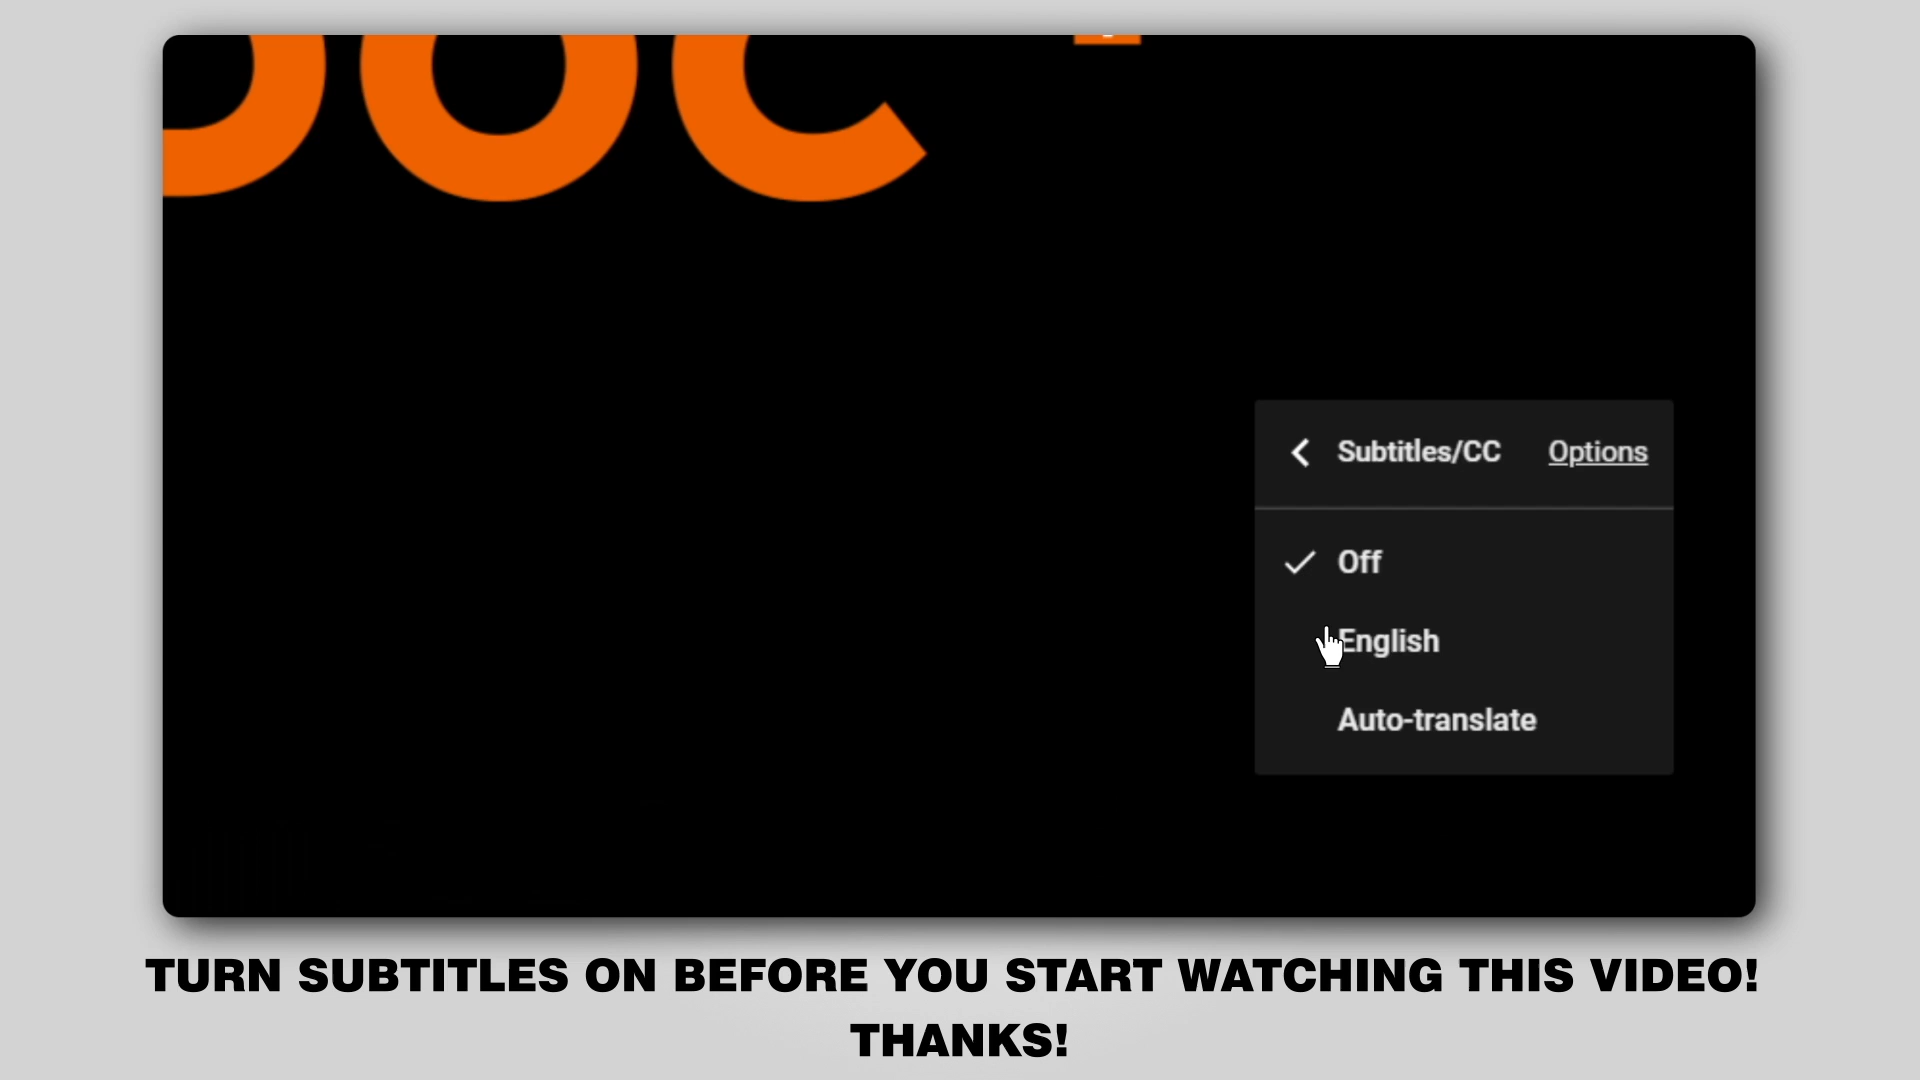 Subtitles/CC Options
Off
English
Auto-translate
TURN SUBTITLES ON BEFORE YOU START WATCHING THIS VIDEO!
THANKS!